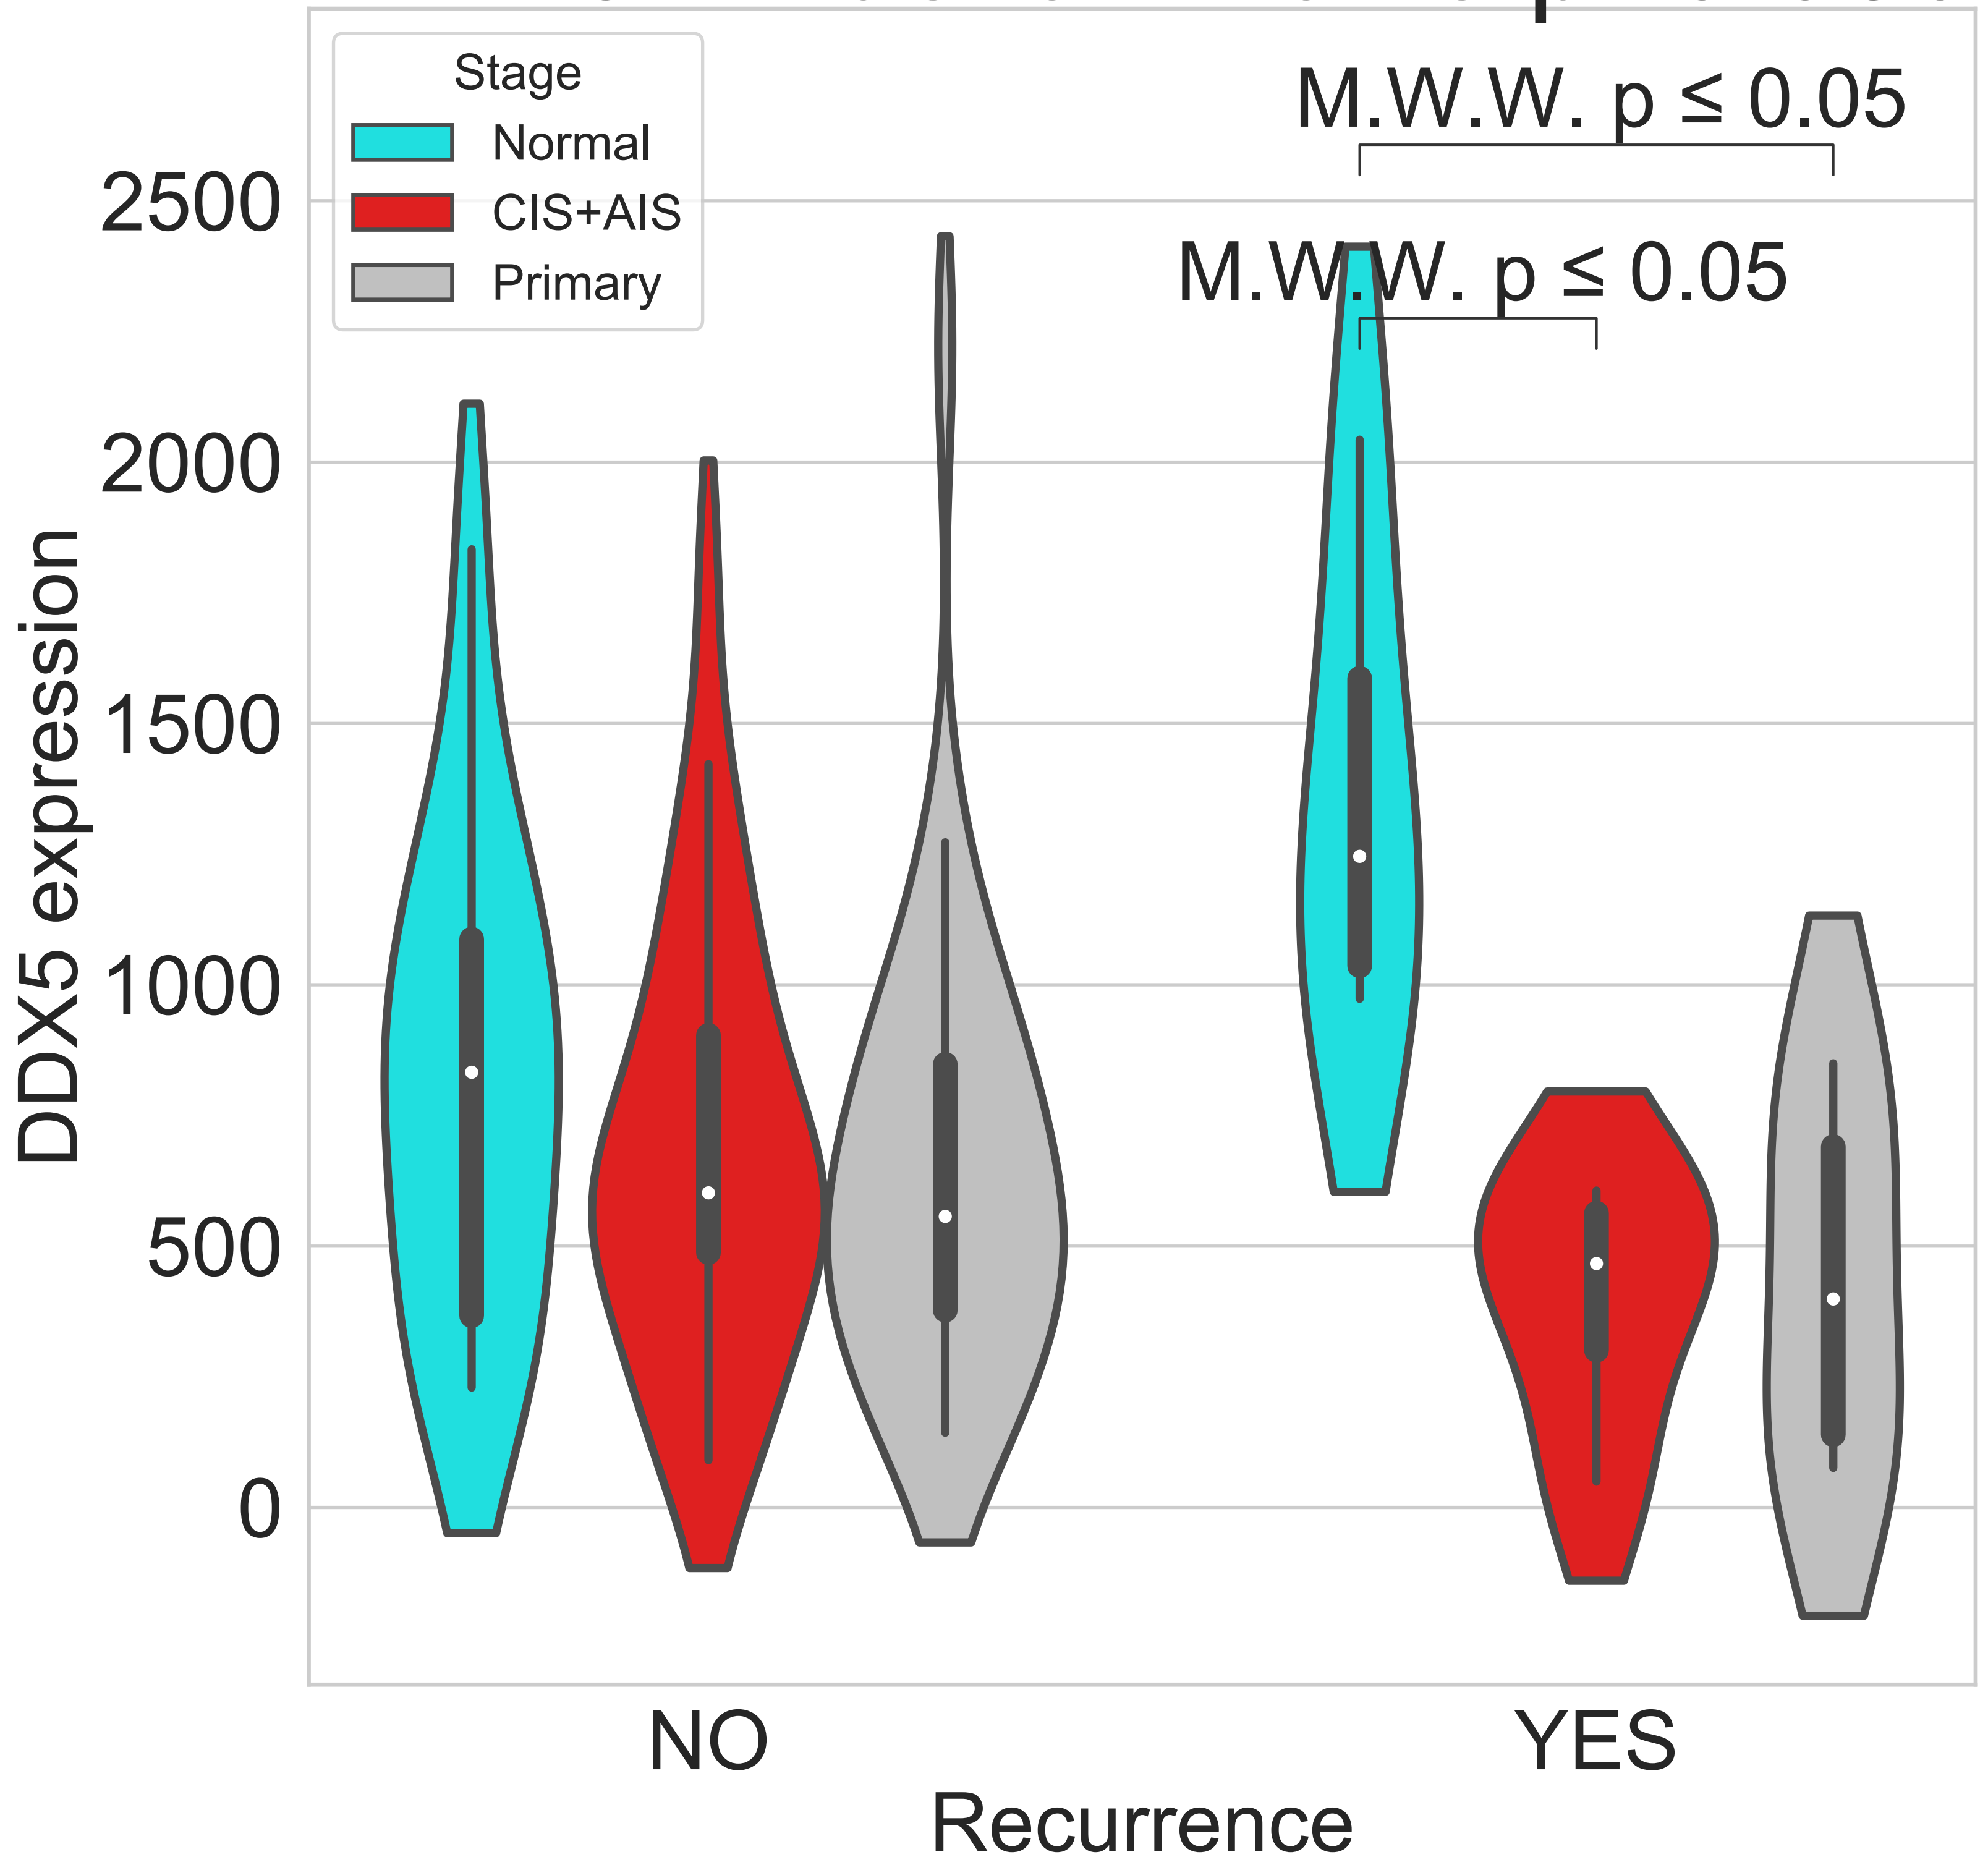 Stage
Normal
CIS+AIS
Primary
M.W.W. p ≤ 0.05
M.W.W. p ≤ 0.05
DDX5 expression
2500
2000
1500
1000
500
0
NO
YES
Recurrence